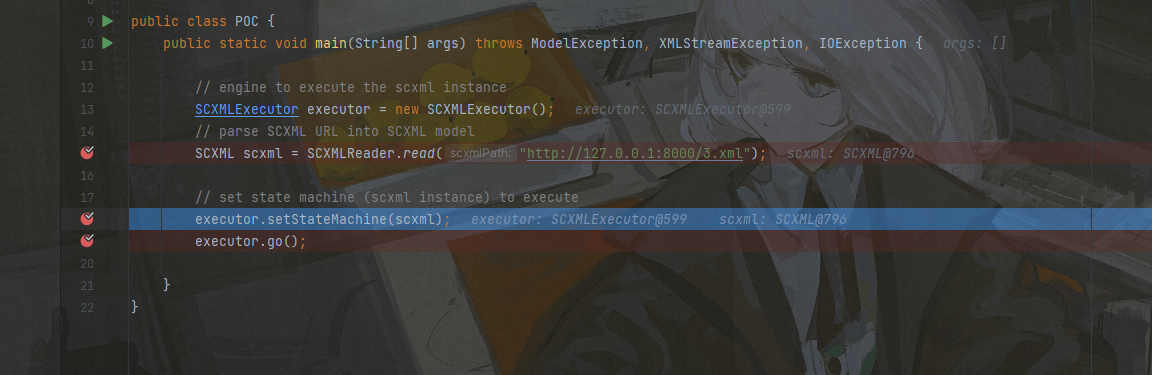 9 public class POC {
10 public static void main(String[] args) throws ModelException, XMLStreamException, IOException { args: []
11
12 // engine to execute the scxml instance
13 SCXMLExecutor executor = new SCXMLExecutor(); executor: SCXMLExecutor@599
14 // parse SCXML URL into SCXML model
SCXML scxml = SCXMLReader.read( scxmlPath: "http://127.0.0.1:8000/3.xml"); scxml: SCXML@796
16
17 // set state machine (scxml instance) to execute
executor.setStateMachine(scxml); executor: SCXMLExecutor@599 scxml: SCXML@796
executor.go();
20
21 }
22 }